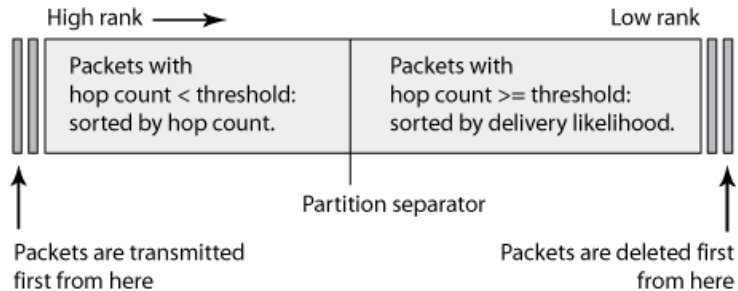 High rank
Low rank
Packets with
hop count < threshold:
sorted by hop count.
Packets with
hop count >= threshold:
sorted by delivery likelihood.
Partition separator
Packets are transmitted
first from here
Packets are deleted first
from here